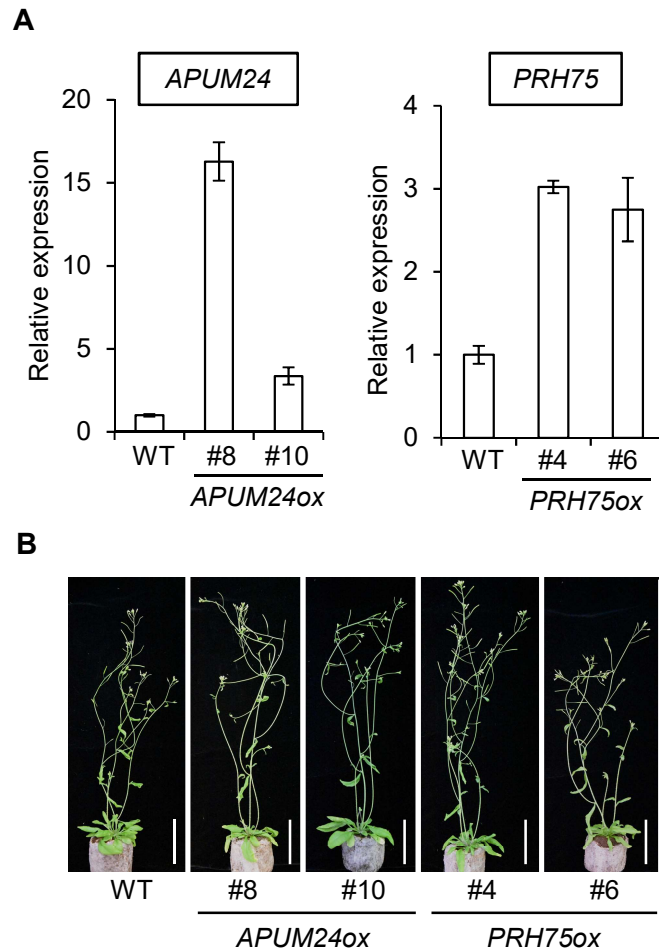 A
APUM24
PRH75
Relative expression
20
15
10
5
0
WT
#8
#10
APUM24ox
Relative expression
4
3
2
1
0
WT
#4
#6
PRH75ox
B
WT
#8
#10
#4
#6
APUM24ox
PRH75ox